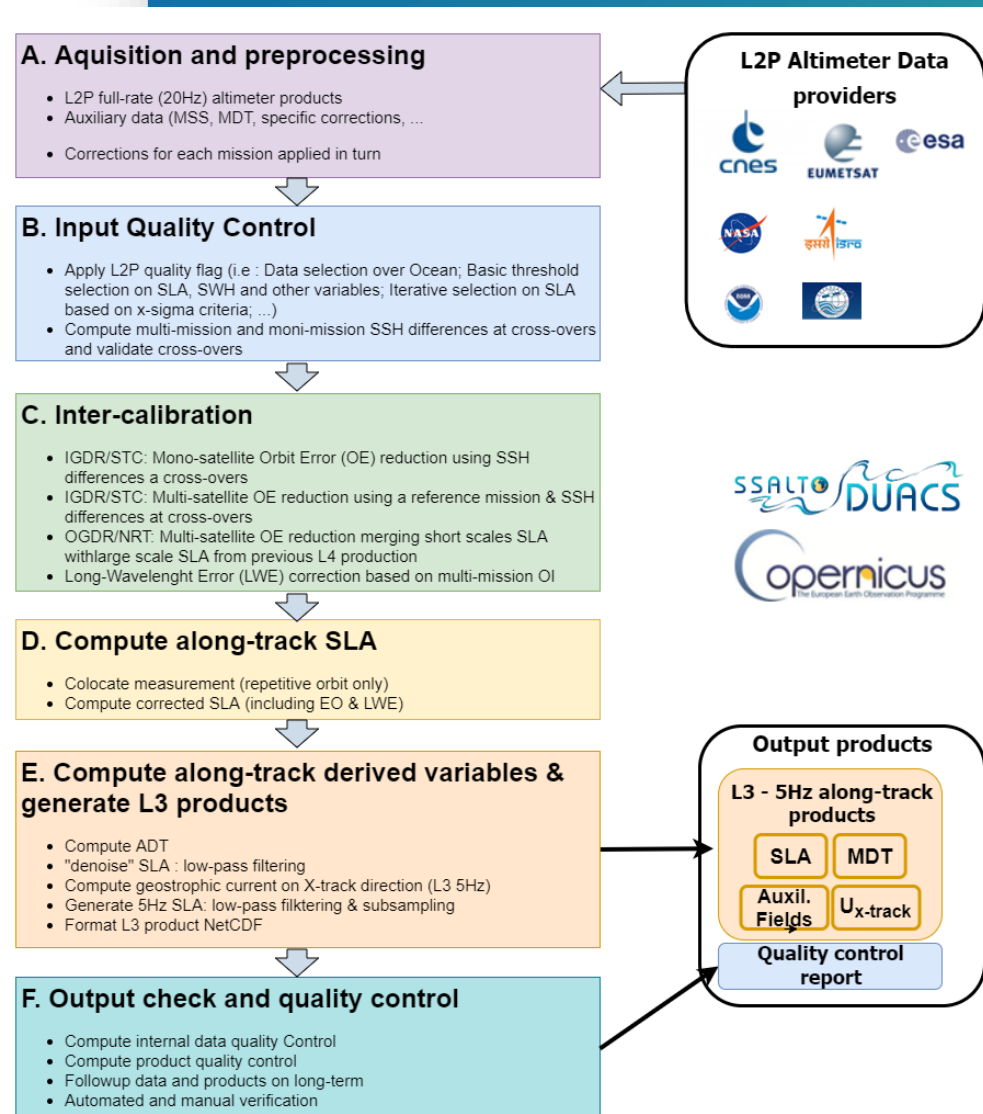 A. Aquisition and preprocessing
• L2P full-rate (20Hz) altimeter products
• Auxiliary data (MSS, MDT, specific corrections, ...
• Corrections for each mission applied in turn
B. Input Quality Control
• Apply L2P quality flag (i.e : Data selection over Ocean; Basic threshold
selection on SLA, SWH and other variables; Iterative selection on SLA
based on x-sigma criteria; ...)
• Compute multi-mission and moni-mission SSH differences at cross-overs
and validate cross-overs
C. Inter-calibration
• IGDR/STC: Mono-satellite Orbit Error (OE) reduction using SSH
differences a cross-overs
• IGDR/STC: Multi-satellite OE reduction using a reference mission & SSH
differences at cross-overs
• OGDR/NRT: Multi-satellite OE reduction merging short scales SLA
withlarge scale SLA from previous L4 production
• Long-Wavelenght Error (LWE) correction based on multi-mission OI
D. Compute along-track SLA
• Colocate measurement (repetitive orbit only)
• Compute corrected SLA (including EO & LWE)
E. Compute along-track derived variables &
generate L3 products
• Compute ADT
• "denoise" SLA : low-pass filtering
• Compute geostrophic current on X-track direction (L3 5Hz)
• Generate 5Hz SLA: low-pass filktering & subsampling
• Format L3 product NetCDF
F. Output check and quality control
• Compute internal data quality Control
• Compute product quality control
• Followup data and products on long-term
• Automated and manual verification
L2P Altimeter Data
providers
cnes
EUMETSAT
esa
NASA
इसरो isro
noaa
SSALTO
DUACS
Copernicus
The European Earth Observation Programme
Output products
L3 - 5Hz along-track
products
SLA
MDT
Auxil.
Fields
Ux-track
Quality control
report